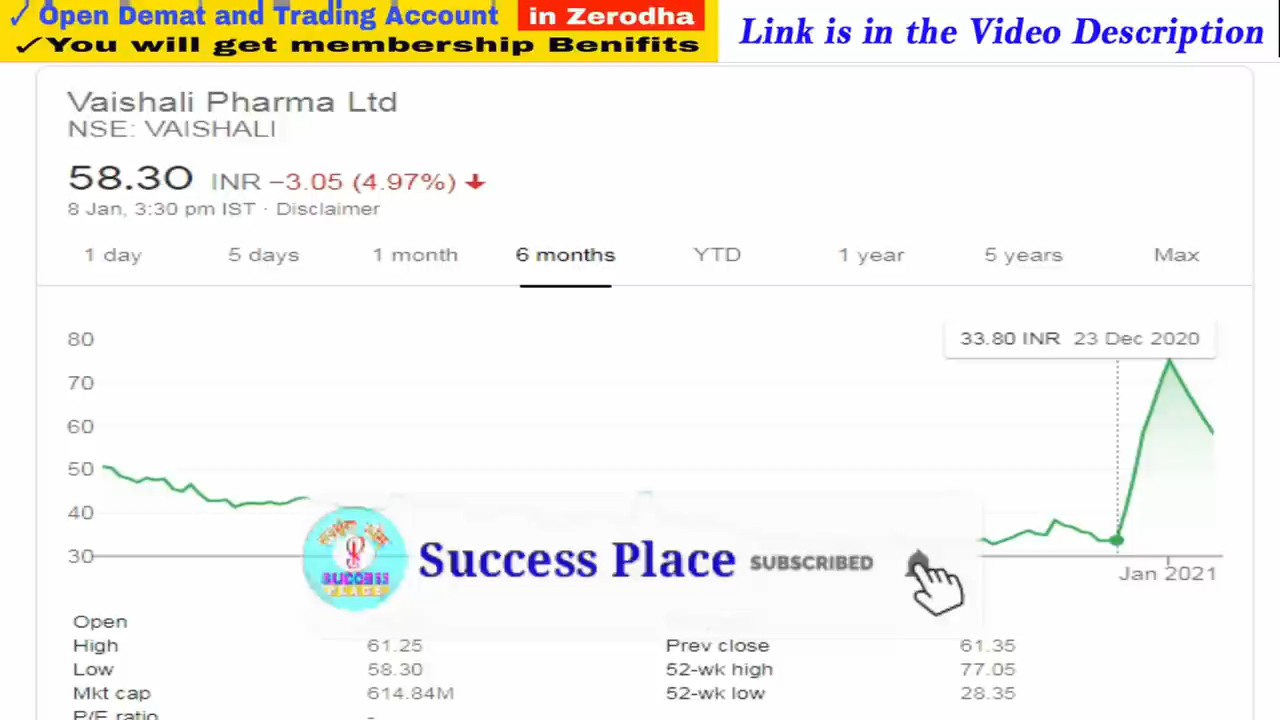 ✓ Open Demat and Trading Account in Zerodha
✓You will get membership Benifits
Link is in the Video Description
Vaishali Pharma Ltd
NSE: VAISHALI
58.30 INR −3.05 (4.97%) ↓
8 Jan, 3:30 pm IST · Disclaimer
1 day 5 days 1 month 6 months YTD 1 year 5 years Max
80
33.80 INR 23 Dec 2020
70
60
50
40
30
Jan 2021
SUCCESS
PLACE
Success Place SUBSCRIBED
Open
High 61.25 Prev close 61.35
Low 58.30 52-wk high 77.05
Mkt cap 614.84M 52-wk low 28.35
P/E ratio -